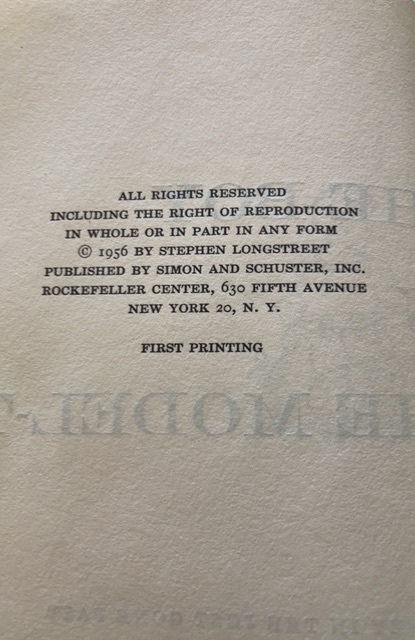 ALL RIGHTS RESERVED
INCLUDING THE RIGHT OF REPRODUCTION
IN WHOLE OR IN PART IN ANY FORM
© 1956 BY STEPHEN LONGSTREET
PUBLISHED BY SIMON AND SCHUSTER, INC.
ROCKEFELLER CENTER, 630 FIFTH AVENUE
NEW YORK 20, N. Y.
FIRST PRINTING